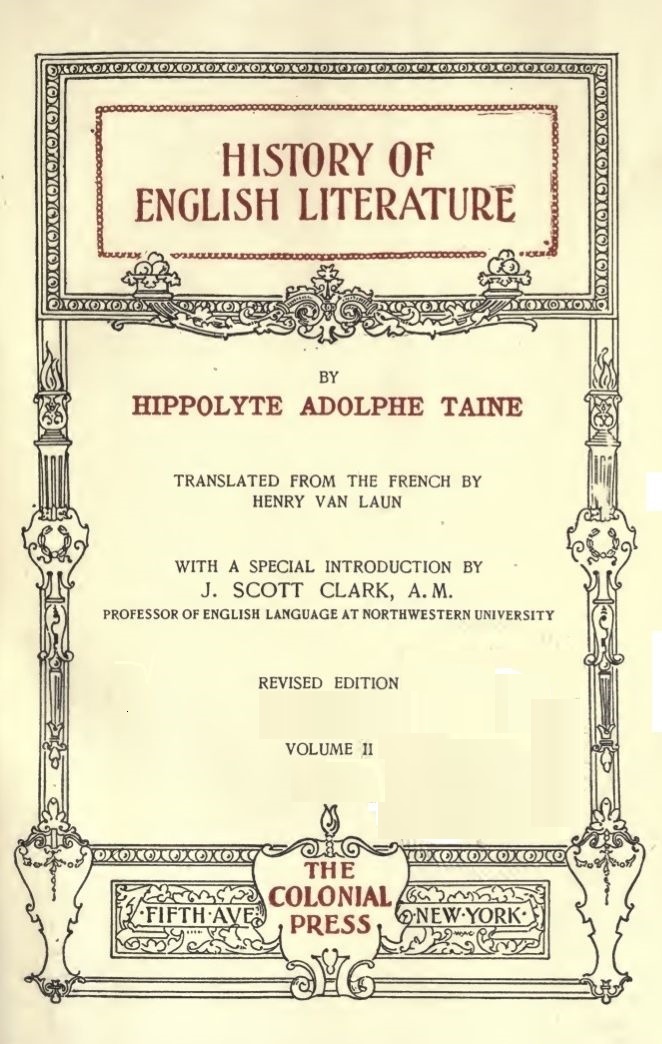 HISTORY OF
ENGLISH LITERATURE
BY
HIPPOLYTE ADOLPHE TAINE
TRANSLATED FROM THE FRENCH BY
HENRY VAN LAUN
WITH A SPECIAL INTRODUCTION BY
J. SCOTT CLARK, A.M.
PROFESSOR OF ENGLISH LANGUAGE AT NORTHWESTERN UNIVERSITY
REVISED EDITION
VOLUME II
THE
COLONIAL
PRESS
·FIFTH·AVE·
·NEW·YORK·